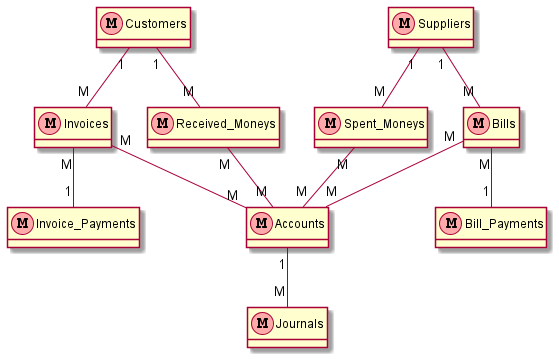 M Customers
M Suppliers
1 1 1 1
M M M M
M Invoices
M Received_Moneys
M Spent_Moneys
M Bills
M M M M M M
1 M M M M 1
M Invoice_Payments
M Accounts
M Bill_Payments
1
M
M Journals